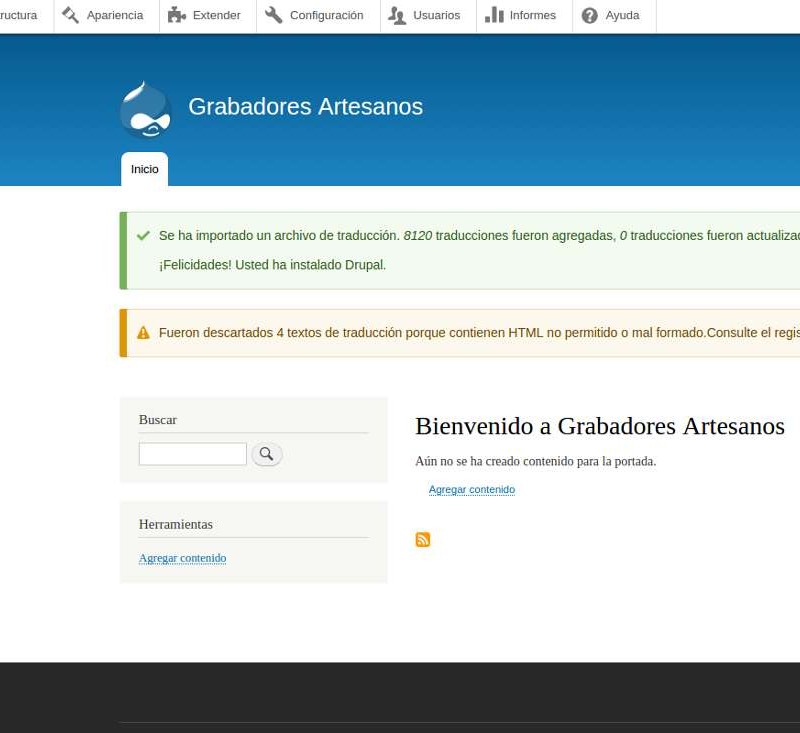 Apariencia
Extender
Configuración
Usuarios
Informes
Ayuda
Grabadores Artesanos
Inicio
Se ha importado un archivo de traducción. 8120 traducciones fueron agregadas, 0 traducciones fueron
¡Felicidades! Usted ha instalado Drupal.
Fueron descartados 4 textos de traducción porque contienen HTML no permitido o mal formado.Consulte el
Buscar
Herramientas
Agregar contenido
Bienvenido a Grabadores Artesanos
Aún no se ha creado contenido para la portada.
Agregar contenido